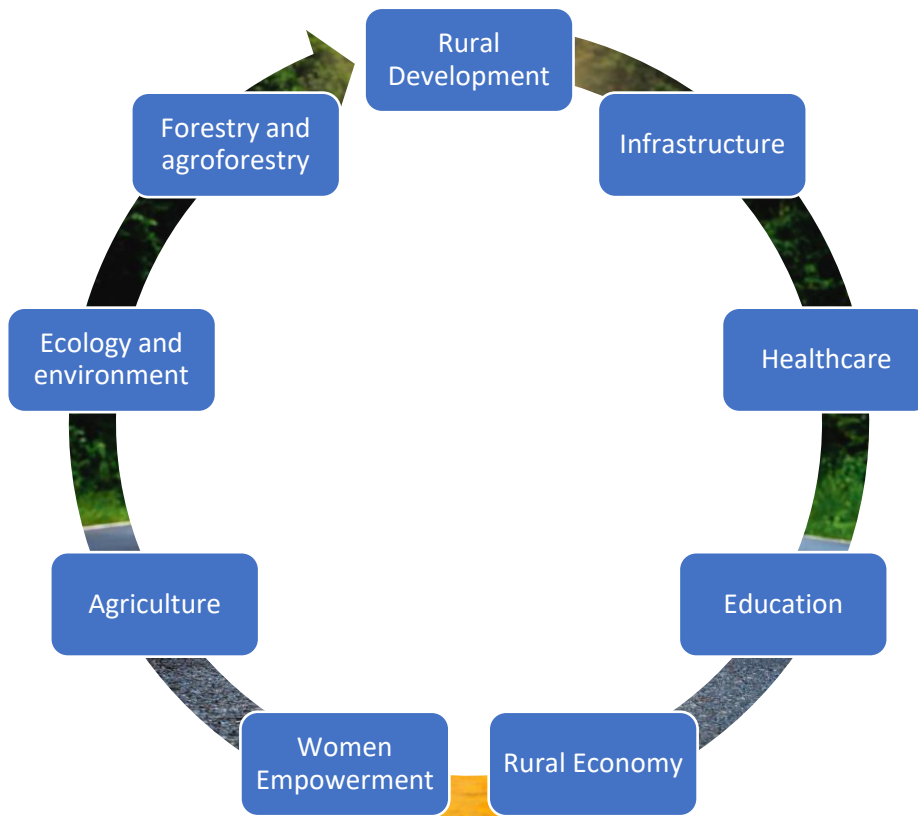 Rural
Development
Infrastructure
Healthcare
Education
Rural Economy
Women
Empowerment
Agriculture
Ecology and
environment
Forestry and
agroforestry